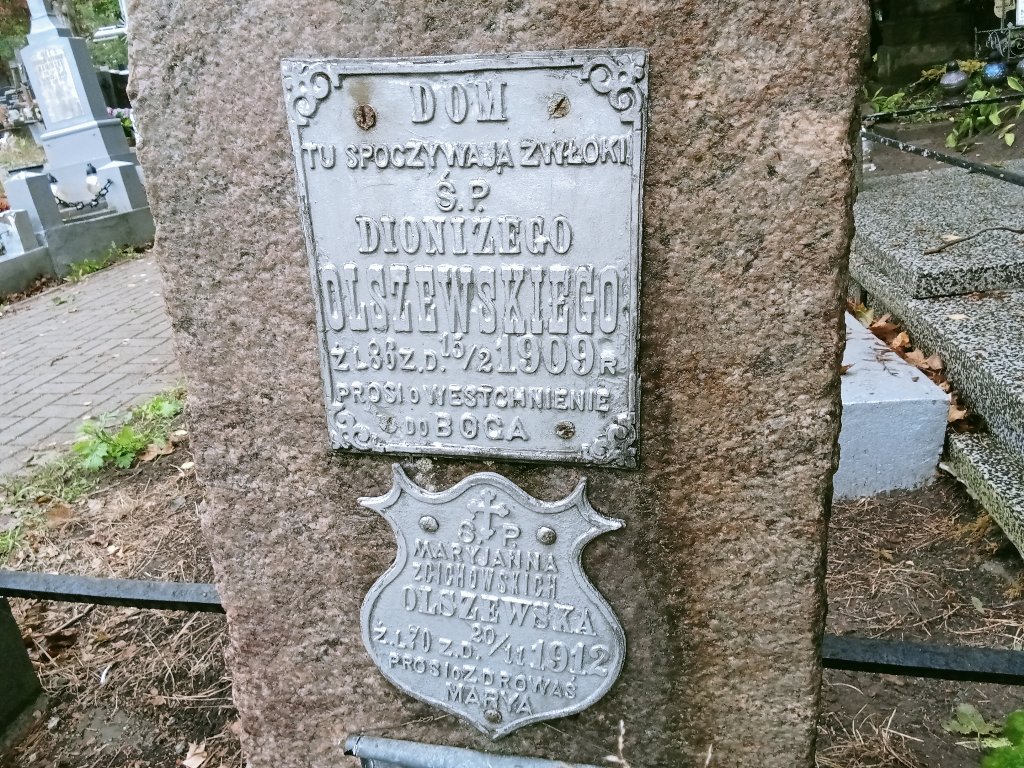 DOM
TU SPOCZYWAJĄ ZWŁOKI
Ś.P.
DIONIZEGO
OLSZEWSKIEGO
Ż L.86 Z.D. 15/2 1909 R
PROSI O WESTCHNIENIE
DO BOGA
Ś P
MARYJANNA
Z CICHOWSKICH
OLSZEWSKA
Ż.L.70 Z.D. 20/11.1912
PROSI O ZDROWAŚ
MARYA